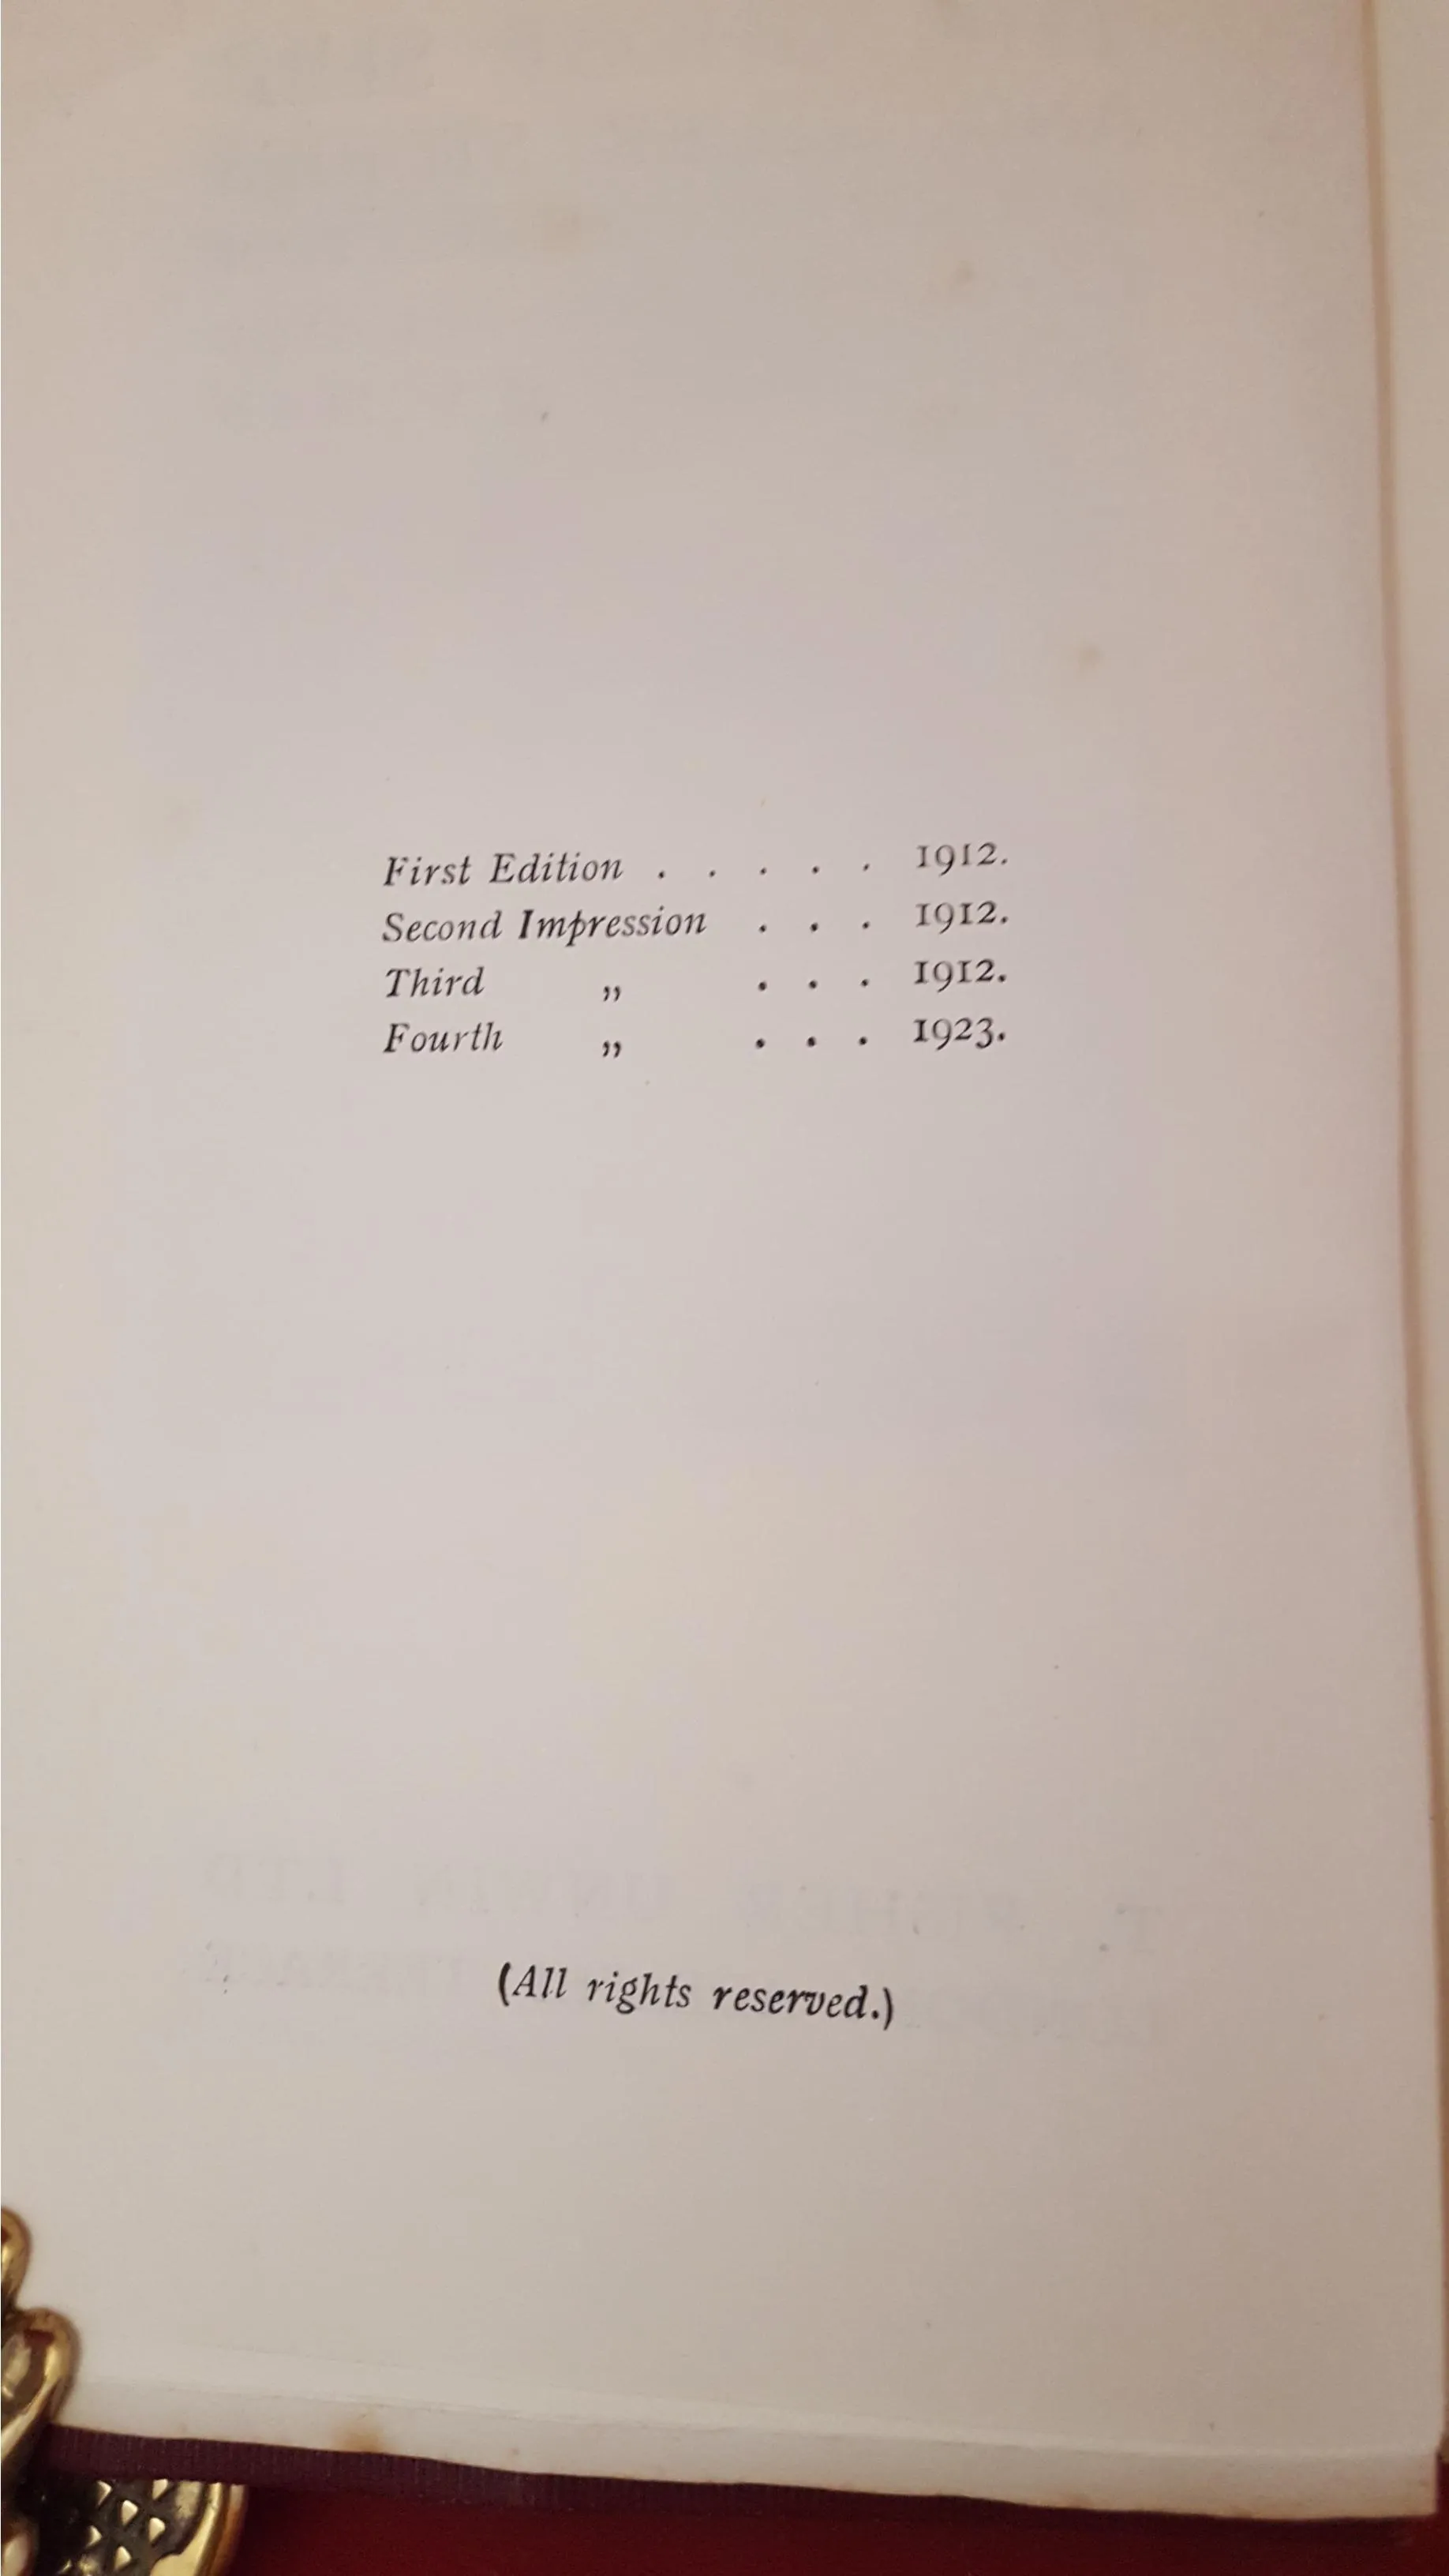 First Edition . . . . . 1912.
Second Impression . . . 1912.
Third „ . . . 1912.
Fourth „ . . . 1923.
(All rights reserved.)